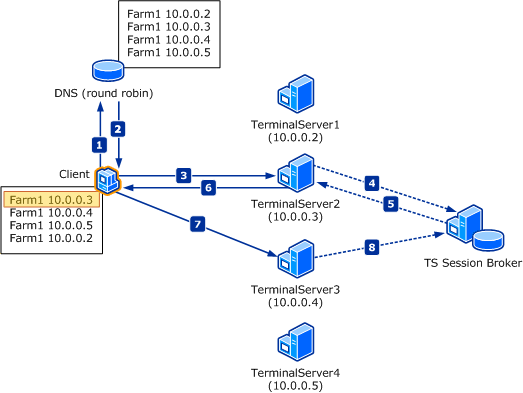 Farm1 10.0.0.2
Farm1 10.0.0.3
Farm1 10.0.0.4
Farm1 10.0.0.5
DNS (round robin)
1
2
TerminalServer1
(10.0.0.2)
Client
3
6
4
5
Farm1 10.0.0.3
Farm1 10.0.0.4
Farm1 10.0.0.5
Farm1 10.0.0.2
TerminalServer2
(10.0.0.3)
7
8
TS Session Broker
TerminalServer3
(10.0.0.4)
TerminalServer4
(10.0.0.5)